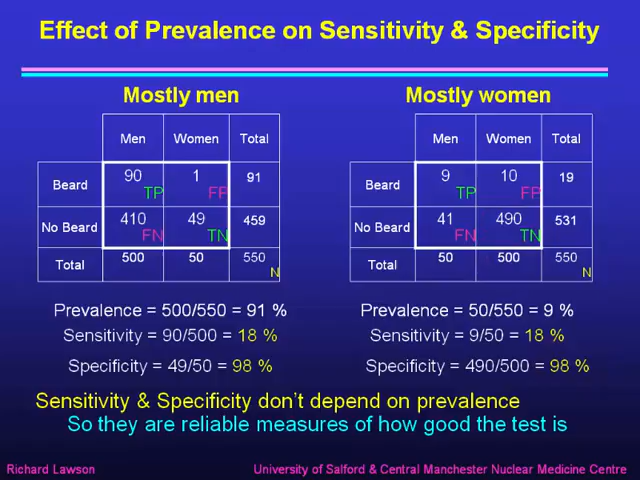 Effect of Prevalence on Sensitivity & Specificity
Mostly men
Men Women Total
Beard 90 TP 1 FP 91
No Beard 410 FN 49 TN 459
Total 500 50 550 N
Prevalence = 500/550 = 91 %
Sensitivity = 90/500 = 18 %
Specificity = 49/50 = 98 %
Mostly women
Men Women Total
Beard 9 TP 10 FP 19
No Beard 41 FN 490 TN 531
Total 50 500 550 N
Prevalence = 50/550 = 9 %
Sensitivity = 9/50 = 18 %
Specificity = 490/500 = 98 %
Sensitivity & Specificity don't depend on prevalence
So they are reliable measures of how good the test is
Richard Lawson
University of Salford & Central Manchester Nuclear Medicine Centre